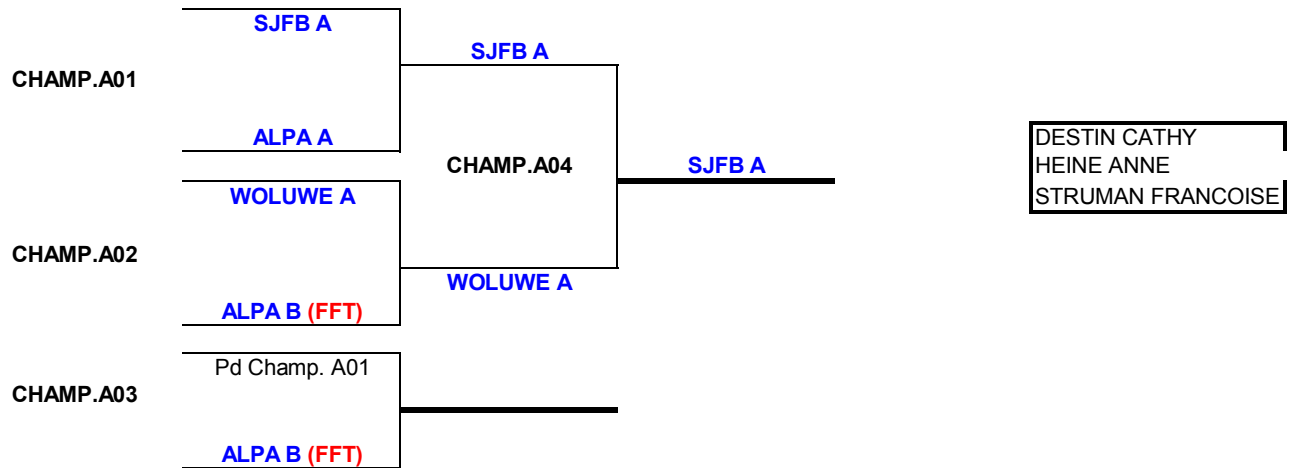 SJFB A
SJFB A
CHAMP.A01
ALPA A
CHAMP.A04
SJFB A
WOLUWE A
CHAMP.A02
WOLUWE A
ALPA B (FFT)
Pd Champ. A01
CHAMP.A03
ALPA B (FFT)
DESTIN CATHY
HEINE ANNE
STRUMAN FRANCOISE